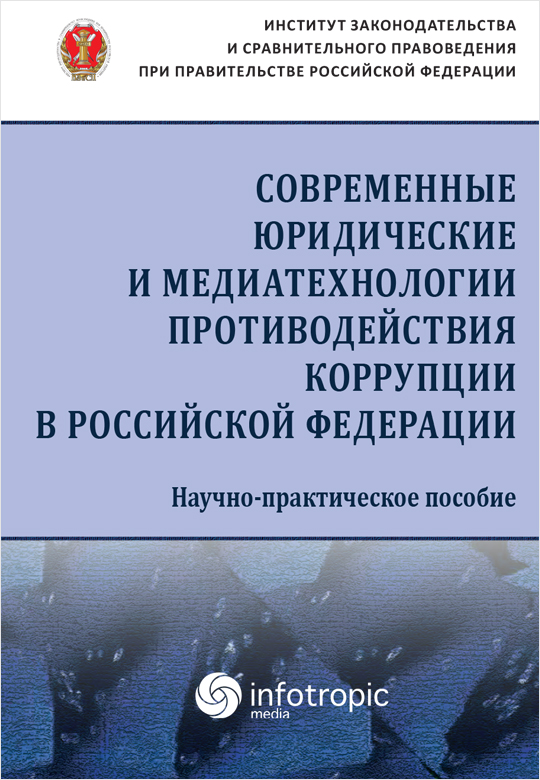 ИНСТИТУТ ЗАКОНОДАТЕЛЬСТВА
И СРАВНИТЕЛЬНОГО ПРАВОВЕДЕНИЯ
ПРИ ПРАВИТЕЛЬСТВЕ РОССИЙСКОЙ ФЕДЕРАЦИИ
СОВРЕМЕННЫЕ
ЮРИДИЧЕСКИЕ
И МЕДИАТЕХНОЛОГИИ
ПРОТИВОДЕЙСТВИЯ
КОРРУПЦИИ
В РОССИЙСКОЙ ФЕДЕРАЦИИ
Научно-практическое пособие
infotropic
media